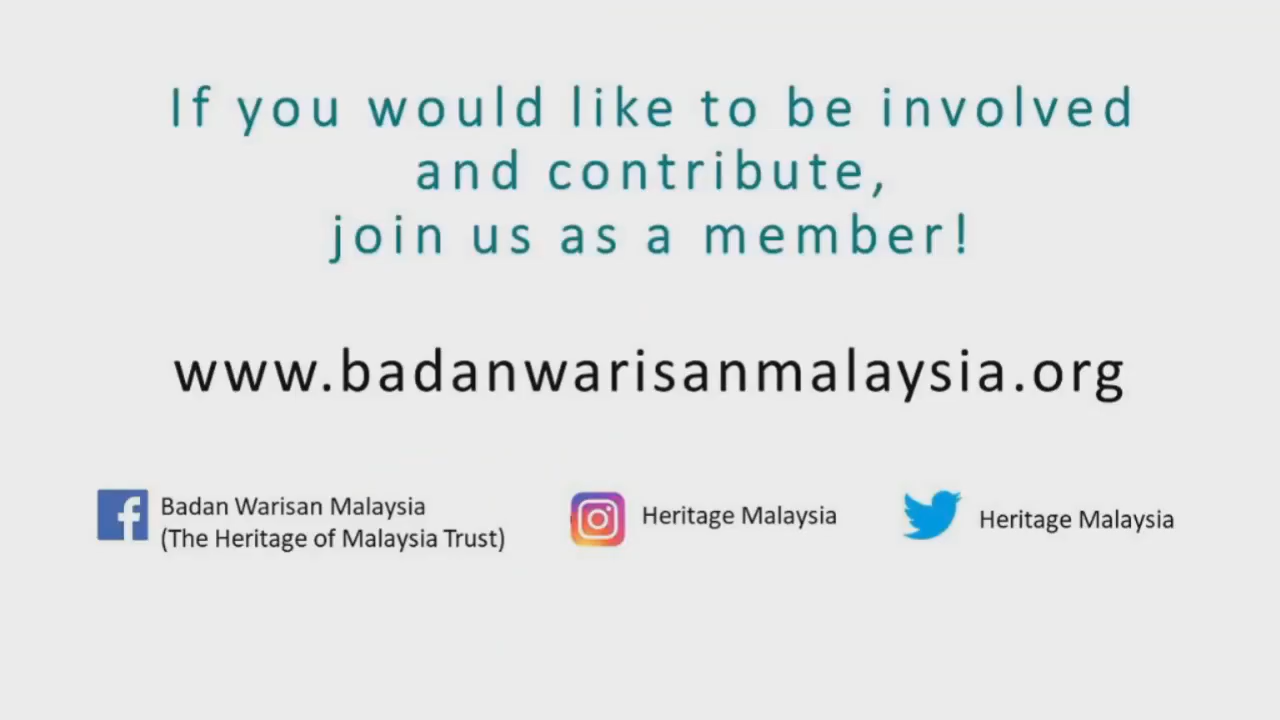 If you would like to be involved
and contribute,
join us as a member!
www.badanwarisanmalaysia.org
Badan Warisan Malaysia
(The Heritage of Malaysia Trust)
Heritage Malaysia
Heritage Malaysia